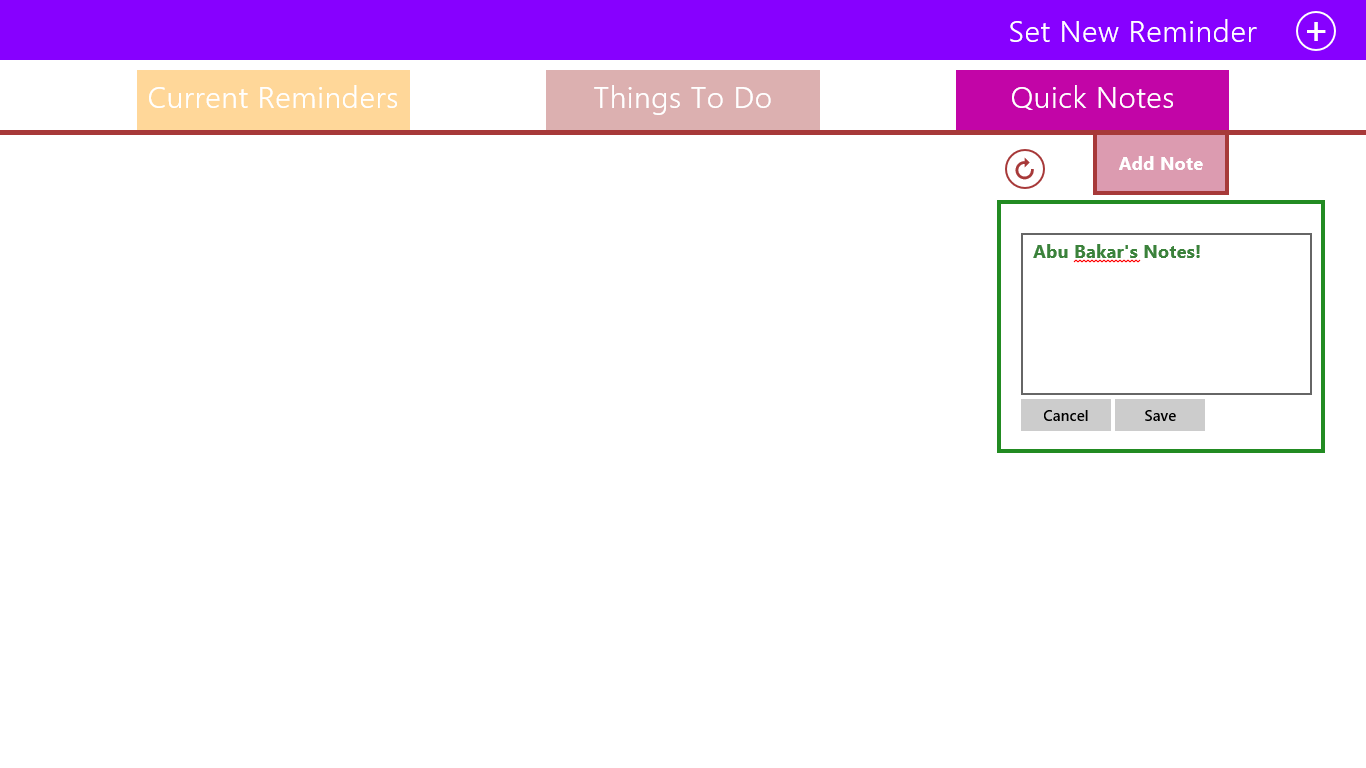 Set New Reminder
Current Reminders
Things To Do
Quick Notes
Add Note
Abu Bakar's Notes!
Cancel
Save